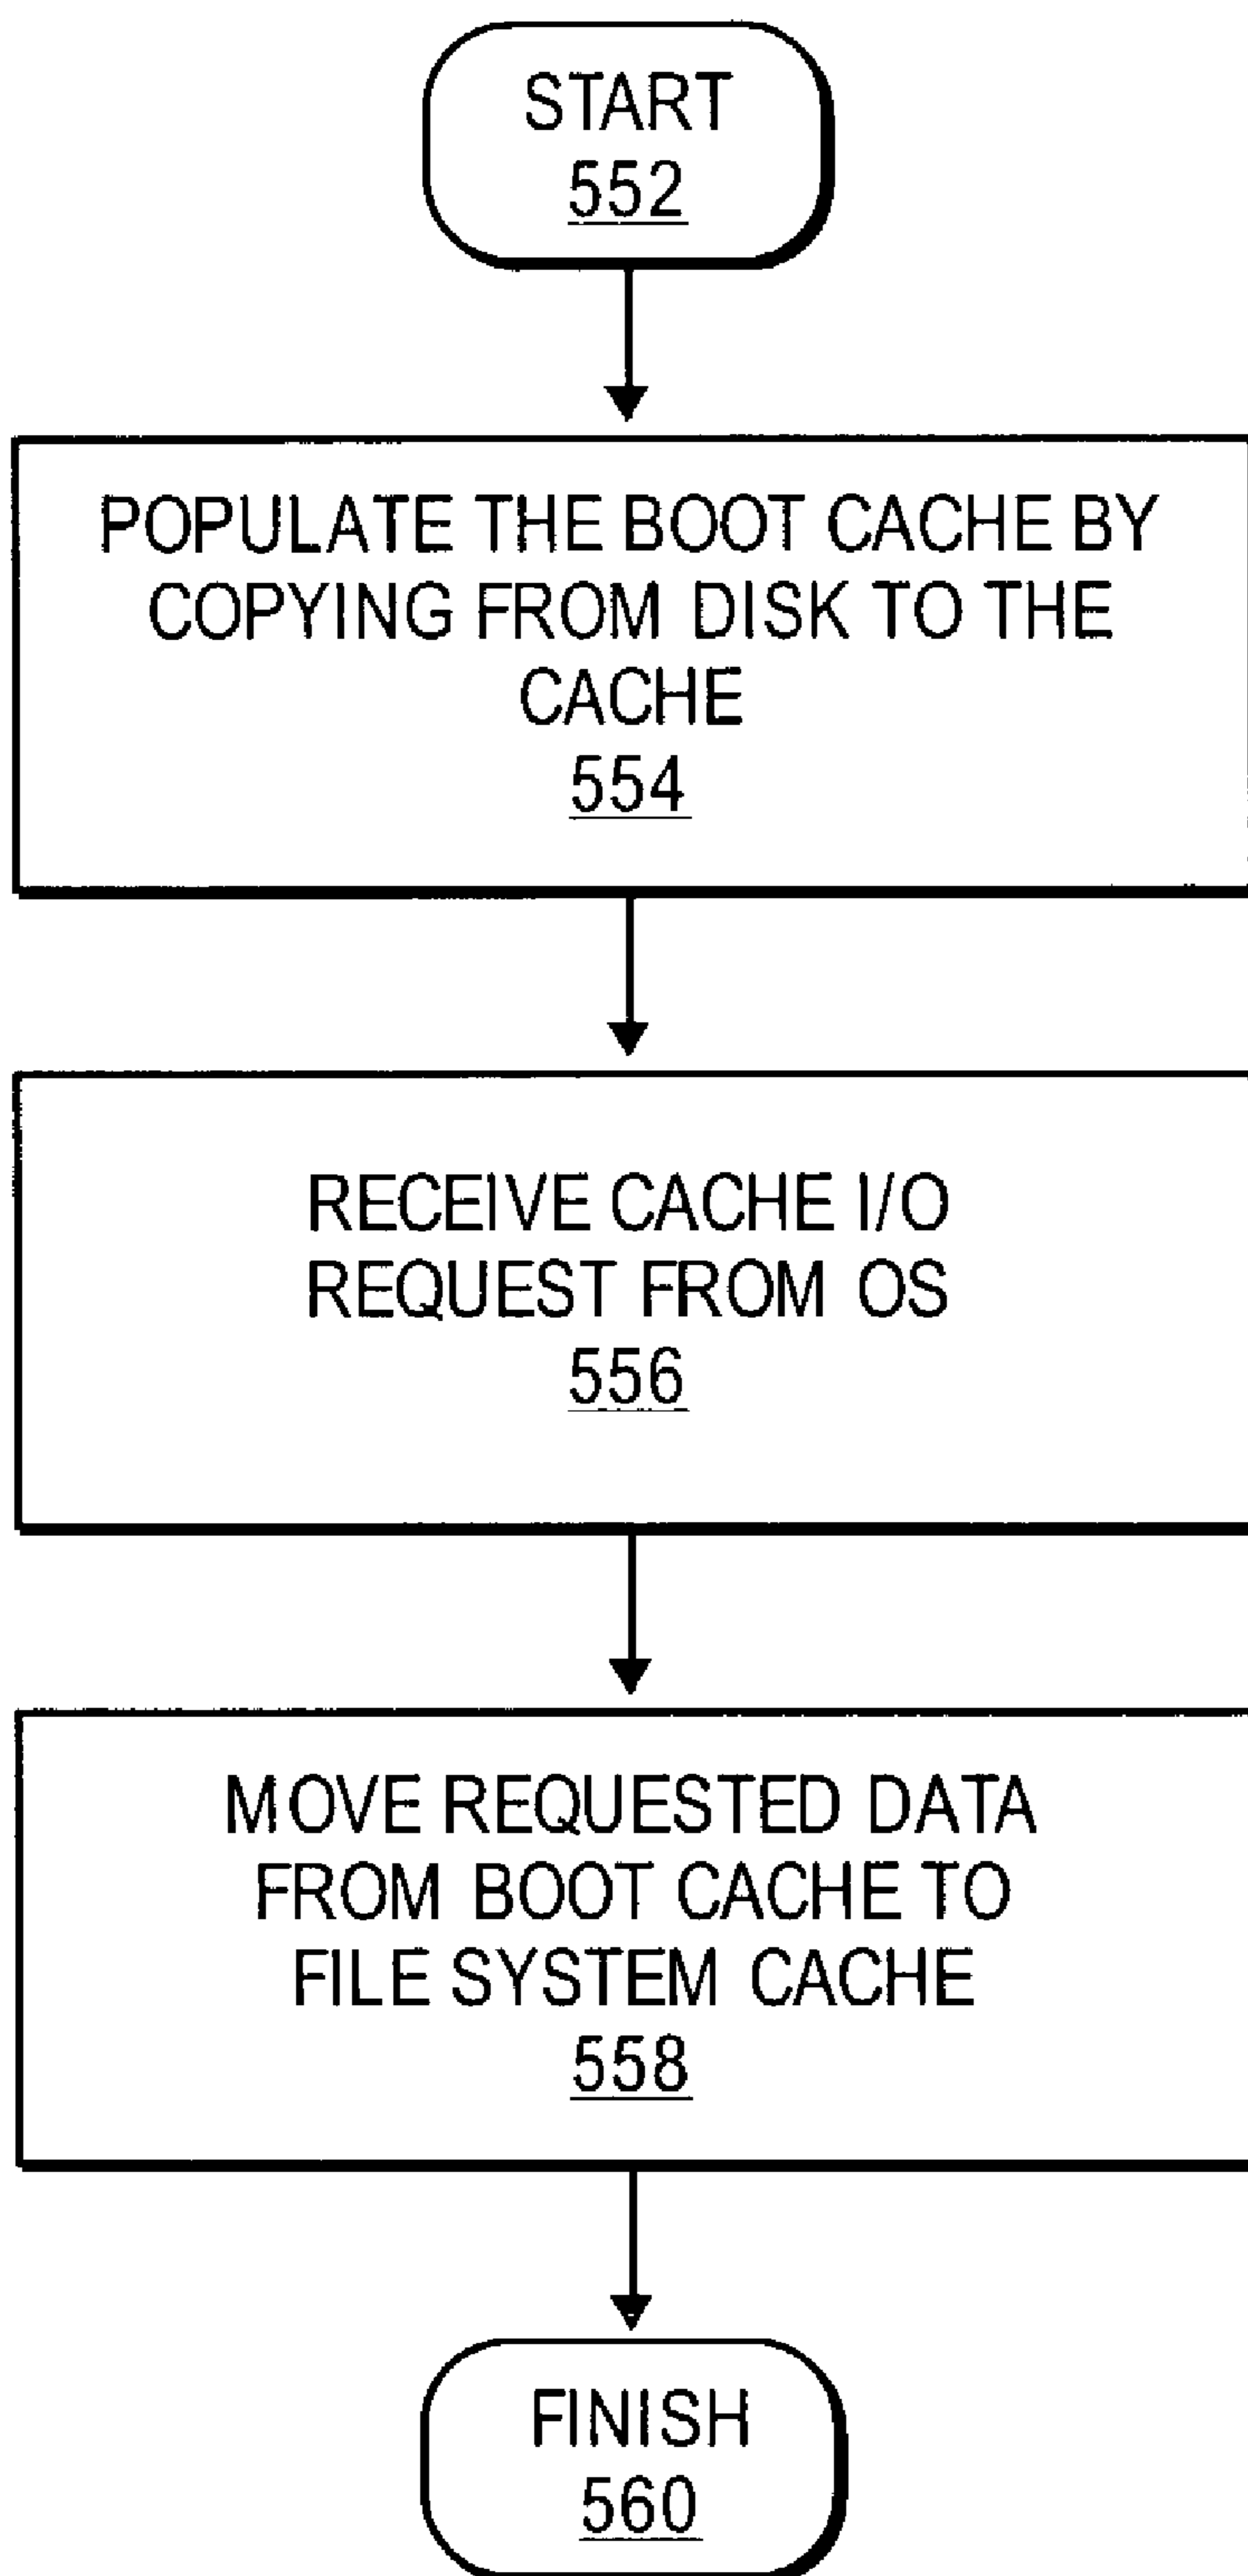 START
552
POPULATE THE BOOT CACHE BY
COPYING FROM DISK TO THE
CACHE
554
RECEIVE CACHE I/O
REQUEST FROM OS
556
MOVE REQUESTED DATA
FROM BOOT CACHE TO
FILE SYSTEM CACHE
558
FINISH
560